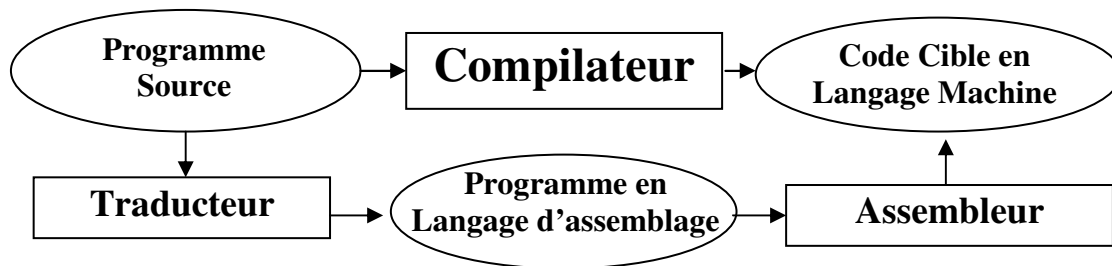 Programme
Source
Compilateur
Code Cible en
Langage Machine
Traducteur
Programme en
Langage d’assemblage
Assembleur